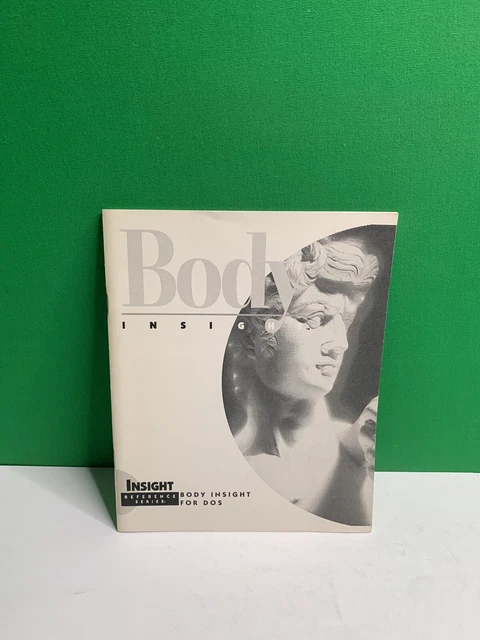 Body
INSIGHT
INSIGHT
REFERENCE
SERIES
BODY INSIGHT
FOR DOS